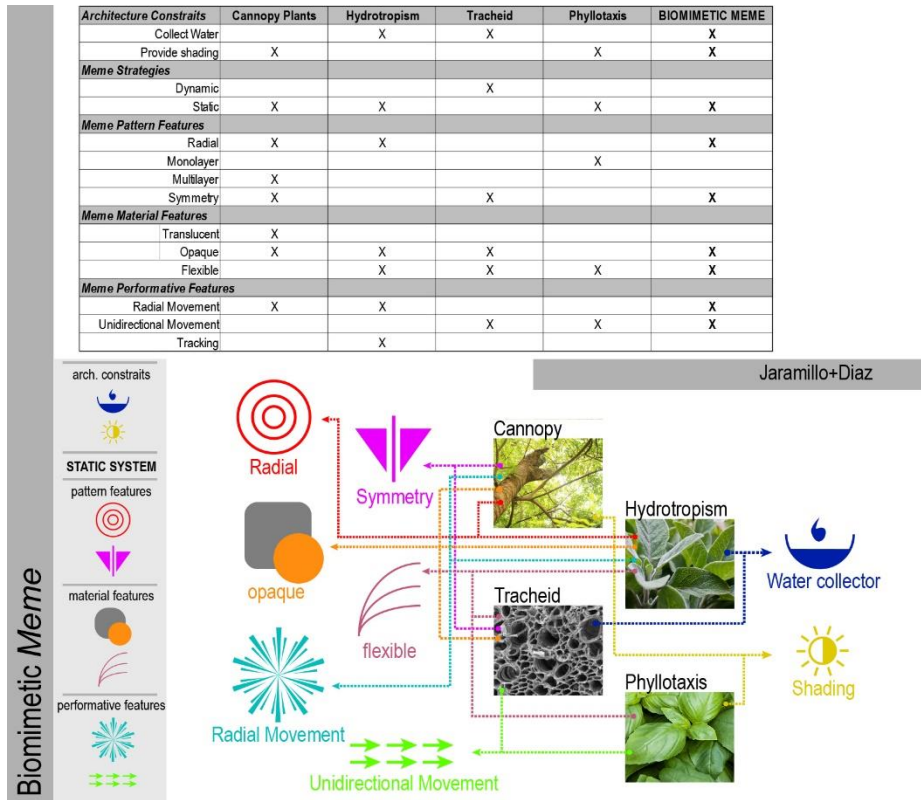 Architecture Constraits Cannopy Plants Hydrotropism Tracheid Phyllotaxis BIOMIMETIC MEME
Collect Water X X X
Provide shading X X X
Meme Strategies
Dynamic X
Static X X X X
Meme Pattern Features
Radial X X X
Monolayer X
Multilayer X
Symmetry X X X
Meme Material Features
Translucent X
Opaque X X X X
Flexible X X X X
Meme Performative Features
Radial Movement X X X
Unidirectional Movement X X X
Tracking X
Jaramillo+Diaz
Biomimetic Meme
arch. constraits
STATIC SYSTEM
pattern features
material features
performative features
Radial
Symmetry
opaque
flexible
Radial Movement
Unidirectional Movement
Cannopy
Hydrotropism
Tracheid
Phyllotaxis
Water collector
Shading